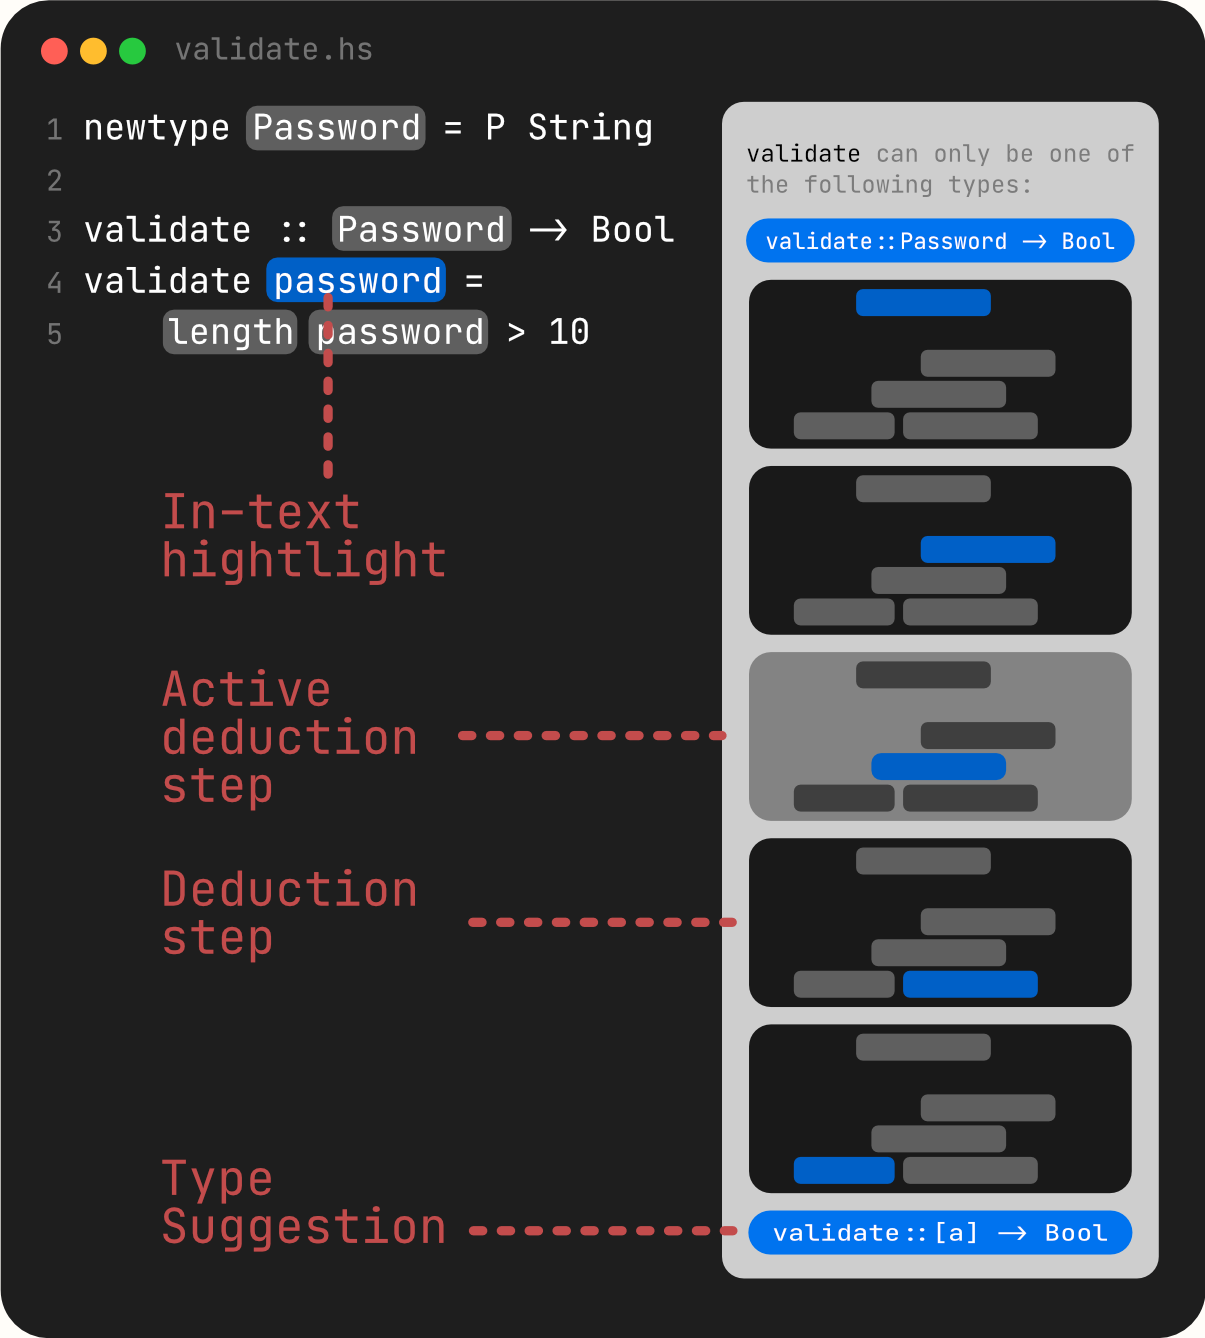 validate.hs
1 newtype Password = P String
2
3 validate :: Password -> Bool
4 validate password =
5 length password > 10
In-text
hightlight
Active
deduction
step
Deduction
step
Type
Suggestion
validate can only be one of
the following types:
validate::Password -> Bool
validate::[a] -> Bool